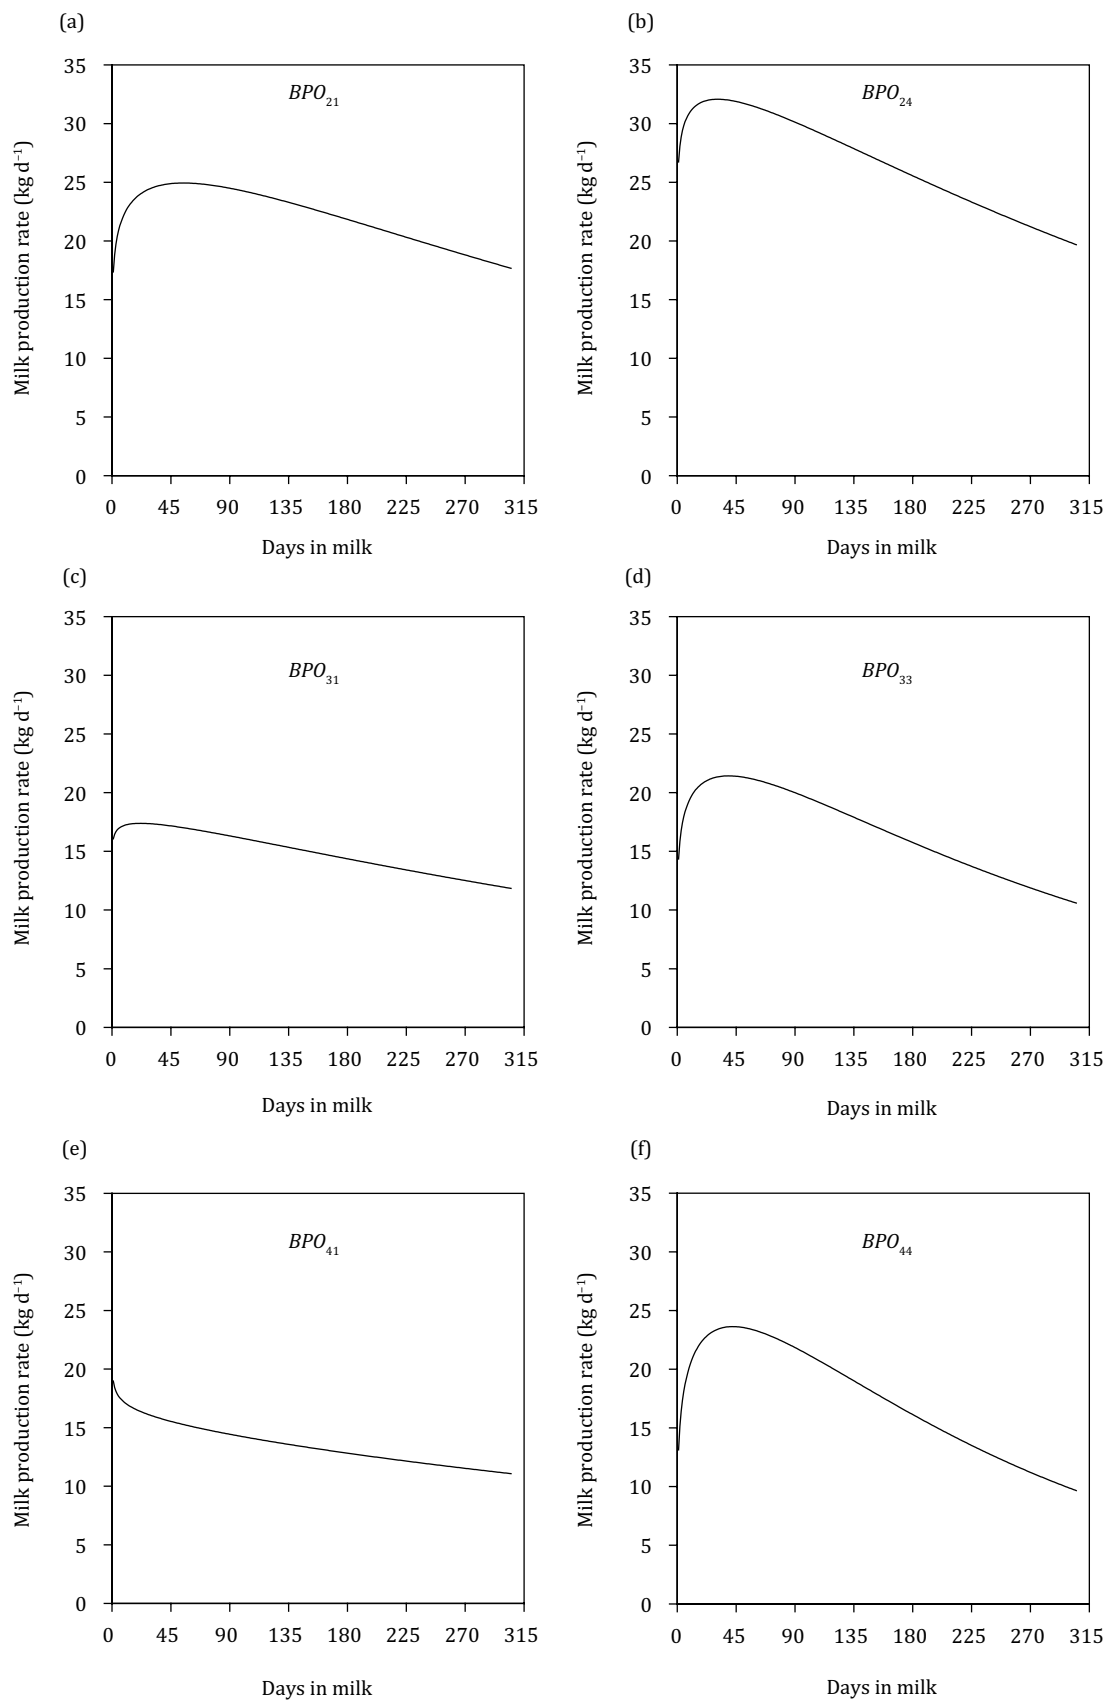 (a)
BPO21
Milk production rate (kg d−1)
35
30
25
20
15
10
5
0
0 45 90 135 180 225 270 315
Days in milk
(b)
BPO24
Milk production rate (kg d−1)
35
30
25
20
15
10
5
0
0 45 90 135 180 225 270 315
Days in milk
(c)
BPO31
Milk production rate (kg d−1)
35
30
25
20
15
10
5
0
0 45 90 135 180 225 270 315
Days in milk
(d)
BPO33
Milk production rate (kg d−1)
35
30
25
20
15
10
5
0
0 45 90 135 180 225 270 315
Days in milk
(e)
BPO41
Milk production rate (kg d−1)
35
30
25
20
15
10
5
0
0 45 90 135 180 225 270 315
Days in milk
(f)
BPO44
Milk production rate (kg d−1)
35
30
25
20
15
10
5
0
0 45 90 135 180 225 270 315
Days in milk